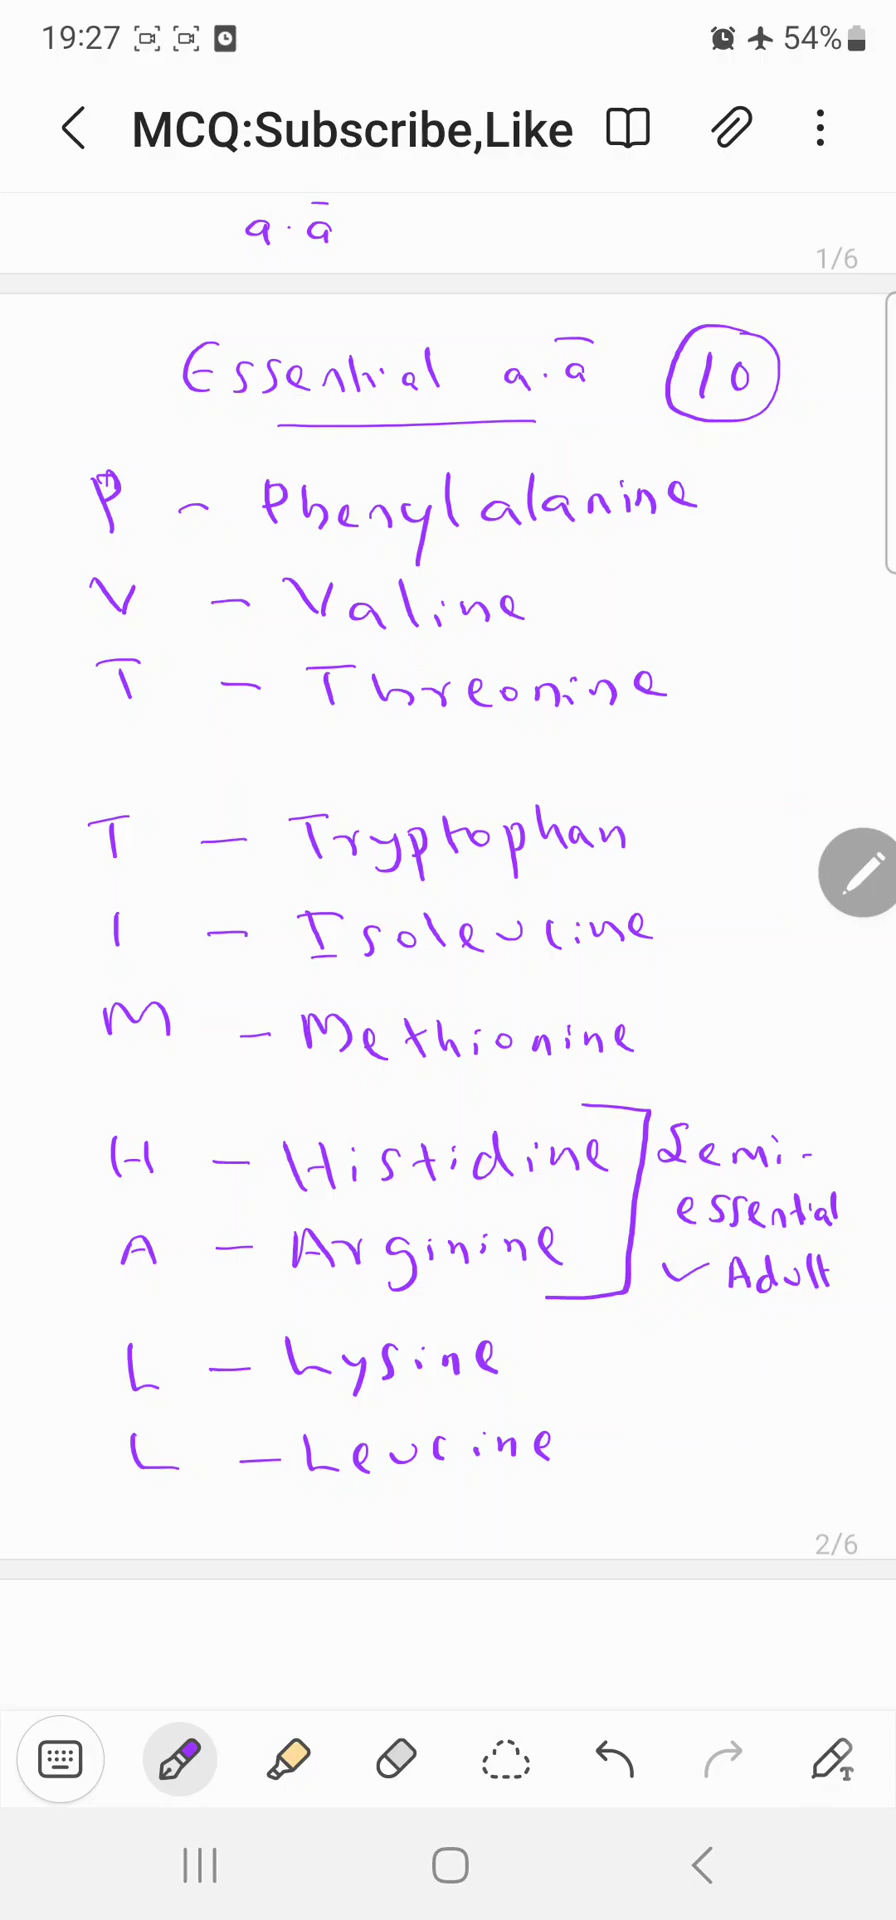 19:27 54%
MCQ:Subscribe,Like
a.ā
1/6
Essential a.ā 10
P - Phenylalanine
V - Valine
T - Threonine
T - Tryptophan
I - Isoleucine
M - Methionine
H - Histidine ] Semi-
essential
A - Arginine
✓ Adult
L - Lysine
L - Leucine
2/6
T